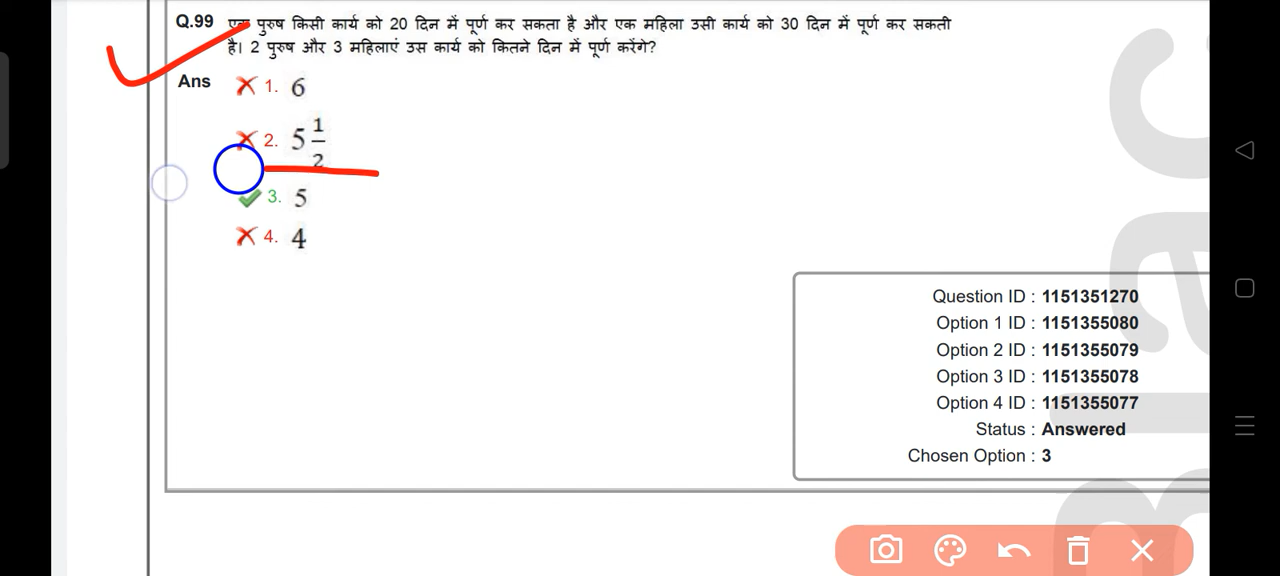 Q.99 एक पुरुष किसी कार्य को 20 दिन में पूर्ण कर सकता है और एक महिला उसी कार्य को 30 दिन में पूर्ण कर सकती
है। 2 पुरुष और 3 महिलाएं उस कार्य को कितने दिन में पूर्ण करेंगे?
Ans 1. 6
2. 5 1/2
3. 5
4. 4
Question ID : 1151351270
Option 1 ID : 1151355080
Option 2 ID : 1151355079
Option 3 ID : 1151355078
Option 4 ID : 1151355077
Status : Answered
Chosen Option : 3